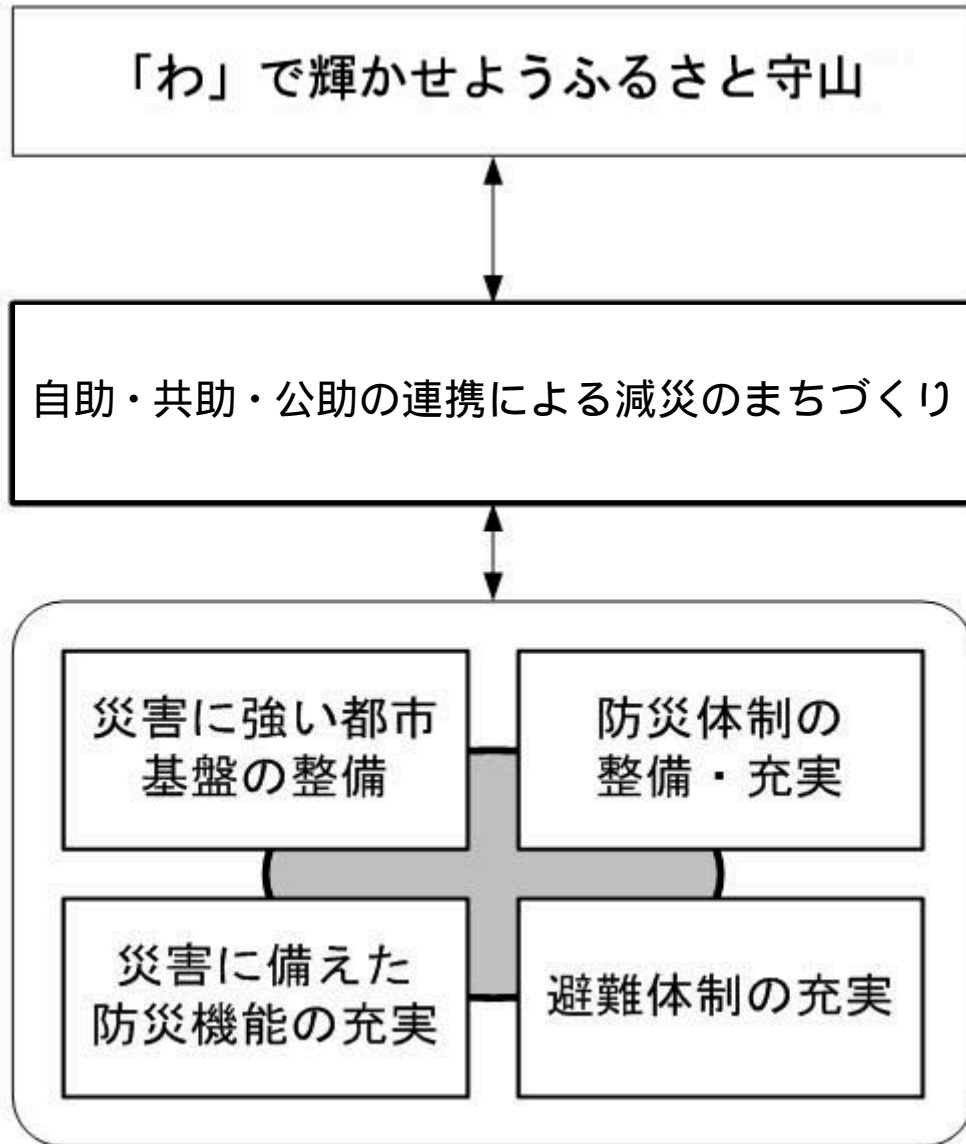 「わ」で輝かせようふるさと守山
自助・共助・公助の連携による減災のまちづくり
災害に強い都市
基盤の整備
防災体制の
整備・充実
災害に備えた
防災機能の充実
避難体制の充実